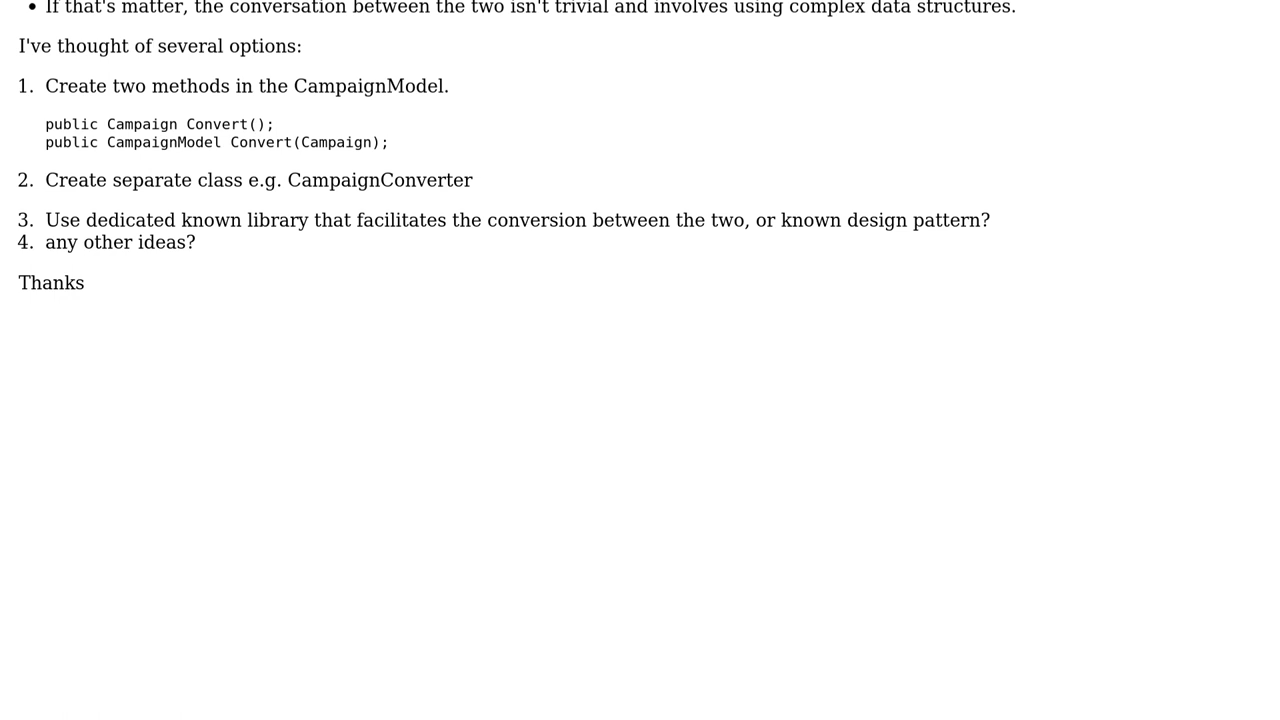 • If that's matter, the conversation between the two isn't trivial and involves using complex data structures.
I've thought of several options:
1. Create two methods in the CampaignModel.
public Campaign Convert();
public CampaignModel Convert(Campaign);
2. Create separate class e.g. CampaignConverter
3. Use dedicated known library that facilitates the conversion between the two, or known design pattern?
4. any other ideas?
Thanks